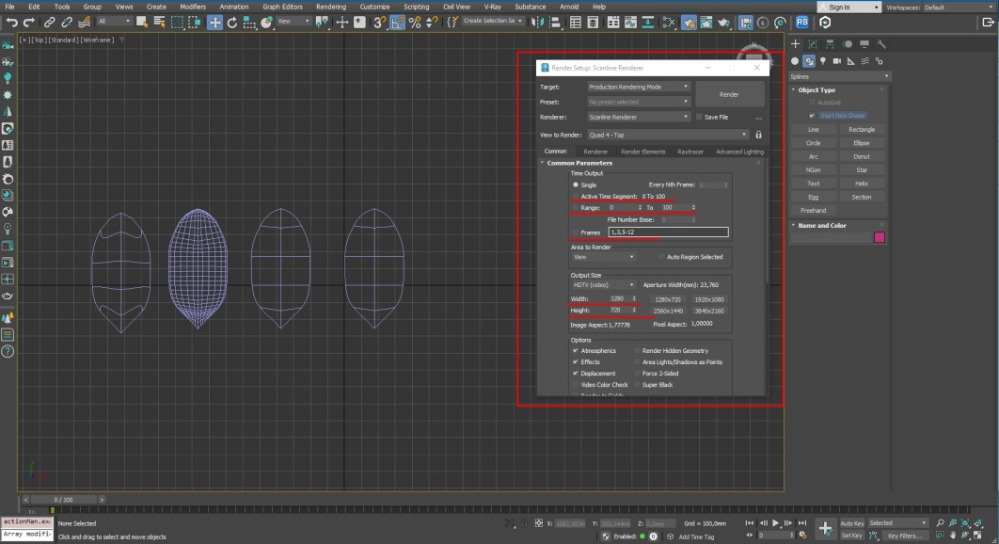 File Edit Tools Group Views Create Modifiers Animation Graph Editors Rendering Customize Scripting Civil View V-Ray Substance Arnold Help Sign In Workspaces: Default
All View Create Selection Se RB
[+] [Top] [Standard] [Wireframe]
N
Render Setup: Scanline Renderer
Target: Production Rendering Mode
Render
Preset: No preset selected
Renderer: Scanline Renderer Save File ...
View to Render: Quad 4 - Top
Common Renderer Render Elements Raytracer Advanced Lighting
Common Parameters
Time Output
Single Every Nth Frame: 1
Active Time Segment: 0 To 100
Range: 0 To 100
File Number Base: 0
Frames 1,3,5-12
Area to Render
View Auto Region Selected
Output Size
HDTV (video) Aperture Width(mm): 23,760
Width: 1280 1280x720 1920x1080
Height: 720 2560x1440 3840x2160
Image Aspect: 1,77778 Pixel Aspect: 1,00000
Options
Atmospherics Render Hidden Geometry
Effects Area Lights/Shadows as Points
Displacement Force 2-Sided
Video Color Check Super Black
Render to Fields
Splines
Object Type
AutoGrid
Start New Shape
Line Rectangle
Circle Ellipse
Arc Donut
NGon Star
Text Helix
Egg Section
Freehand
Name and Color
< 0 / 100 >
0
actionMan.exe None Selected X: 3082,207m Y: 200,144mm Z: 0,0mm Grid = 100,0mm Auto Key Selected
Array modifi Click and drag to select and move objects Enabled: 0 Add Time Tag 0 Set Key Key Filters...